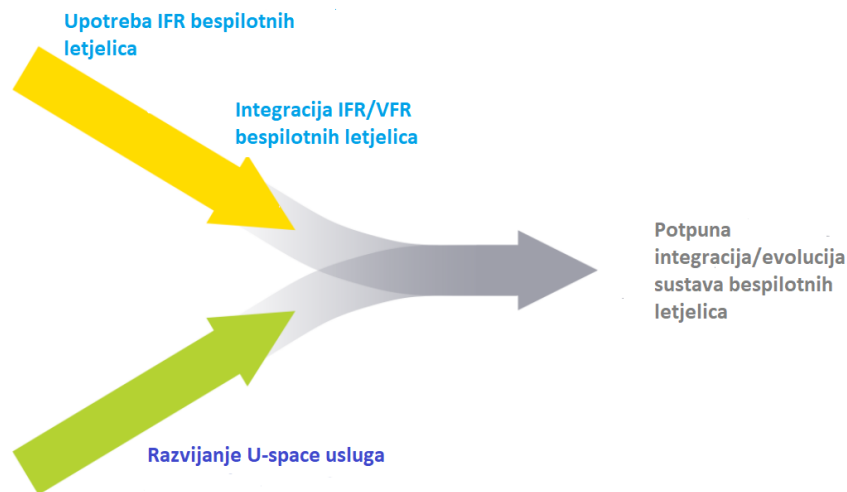 Upotreba IFR bespilotnih
letjelica
Integracija IFR/VFR
bespilotnih letjelica
Potpuna
integracija/evolucija
sustava bespilotnih
letjelica
Razvijanje U-space usluga